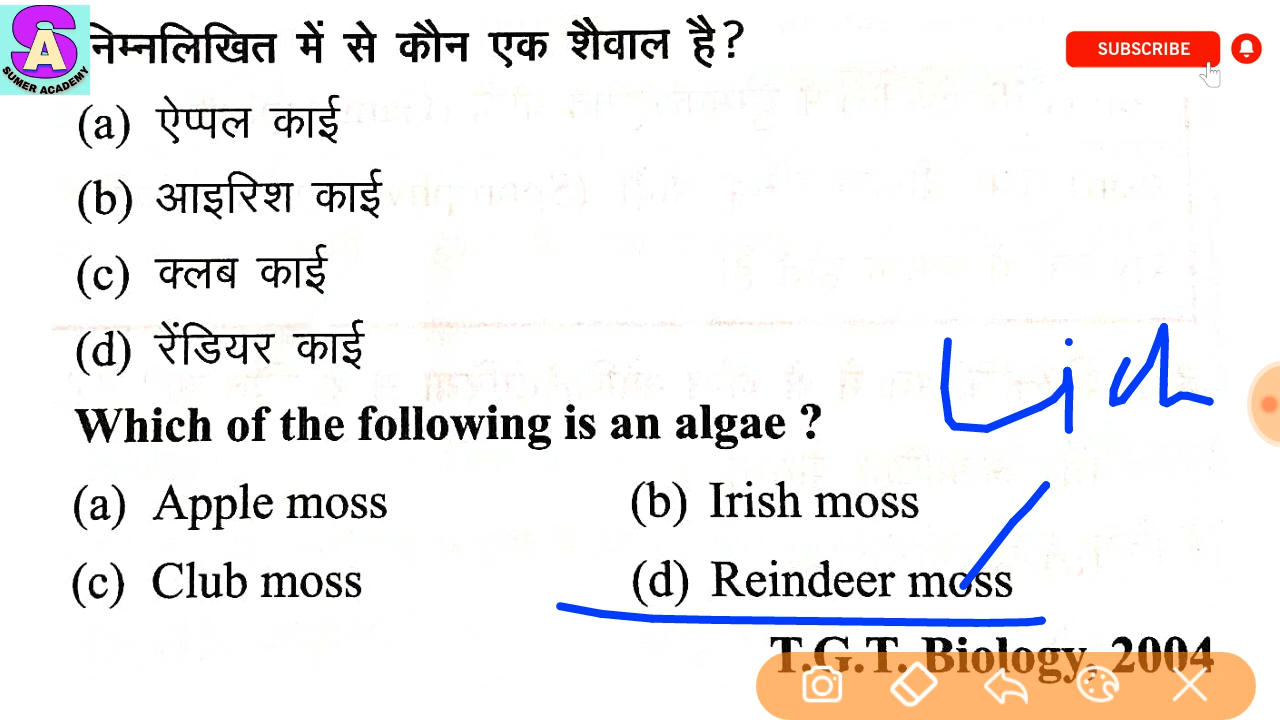 SA
SUMER ACADEMY
SUBSCRIBE
निम्नलिखित में से कौन एक शैवाल है?
(a) ऐप्पल काई
(b) आइरिश काई
(c) क्लब काई
(d) रेंडियर काई
Lich
Which of the following is an algae ?
(a) Apple moss (b) Irish moss
(c) Club moss (d) Reindeer moss
T.G.T. Biology, 2004